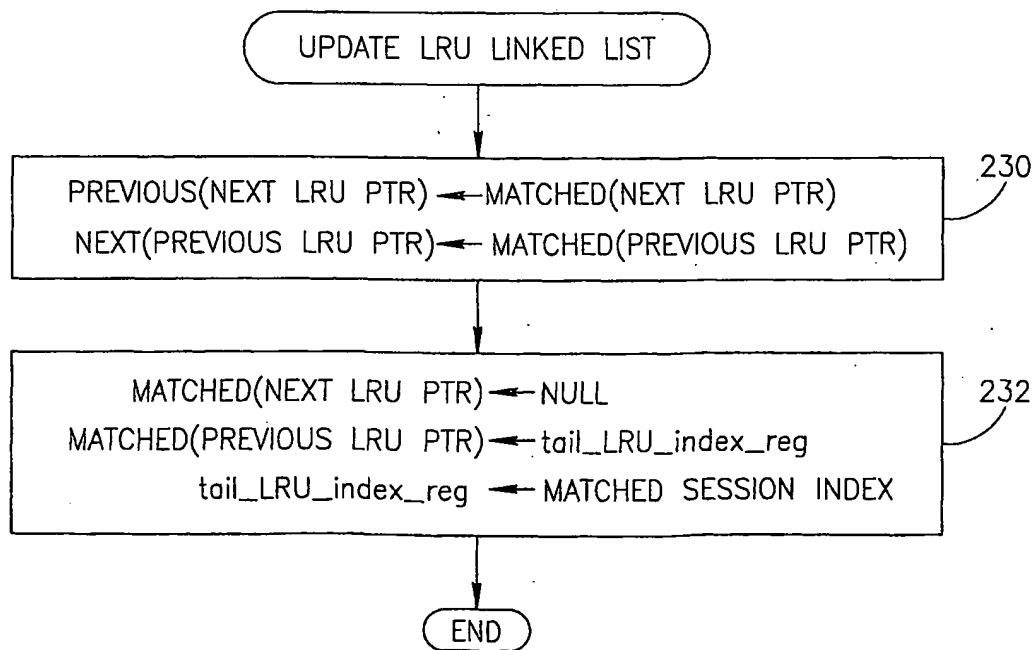 UPDATE LRU LINKED LIST
PREVIOUS(NEXT LRU PTR) ← MATCHED(NEXT LRU PTR)
NEXT(PREVIOUS LRU PTR) ← MATCHED(PREVIOUS LRU PTR)
230
MATCHED(NEXT LRU PTR) ← NULL
MATCHED(PREVIOUS LRU PTR) ← tail_LRU_index_reg
tail_LRU_index_reg ← MATCHED SESSION INDEX
232
END